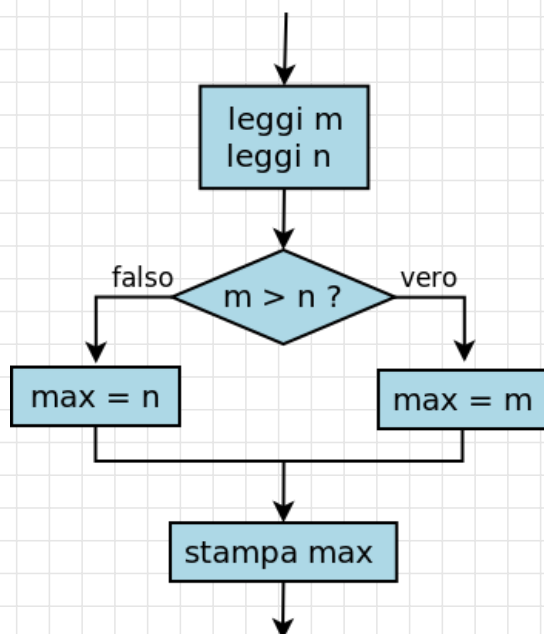 leggi m
leggi n
falso
vero
m > n ?
max = n
max = m
stampa max